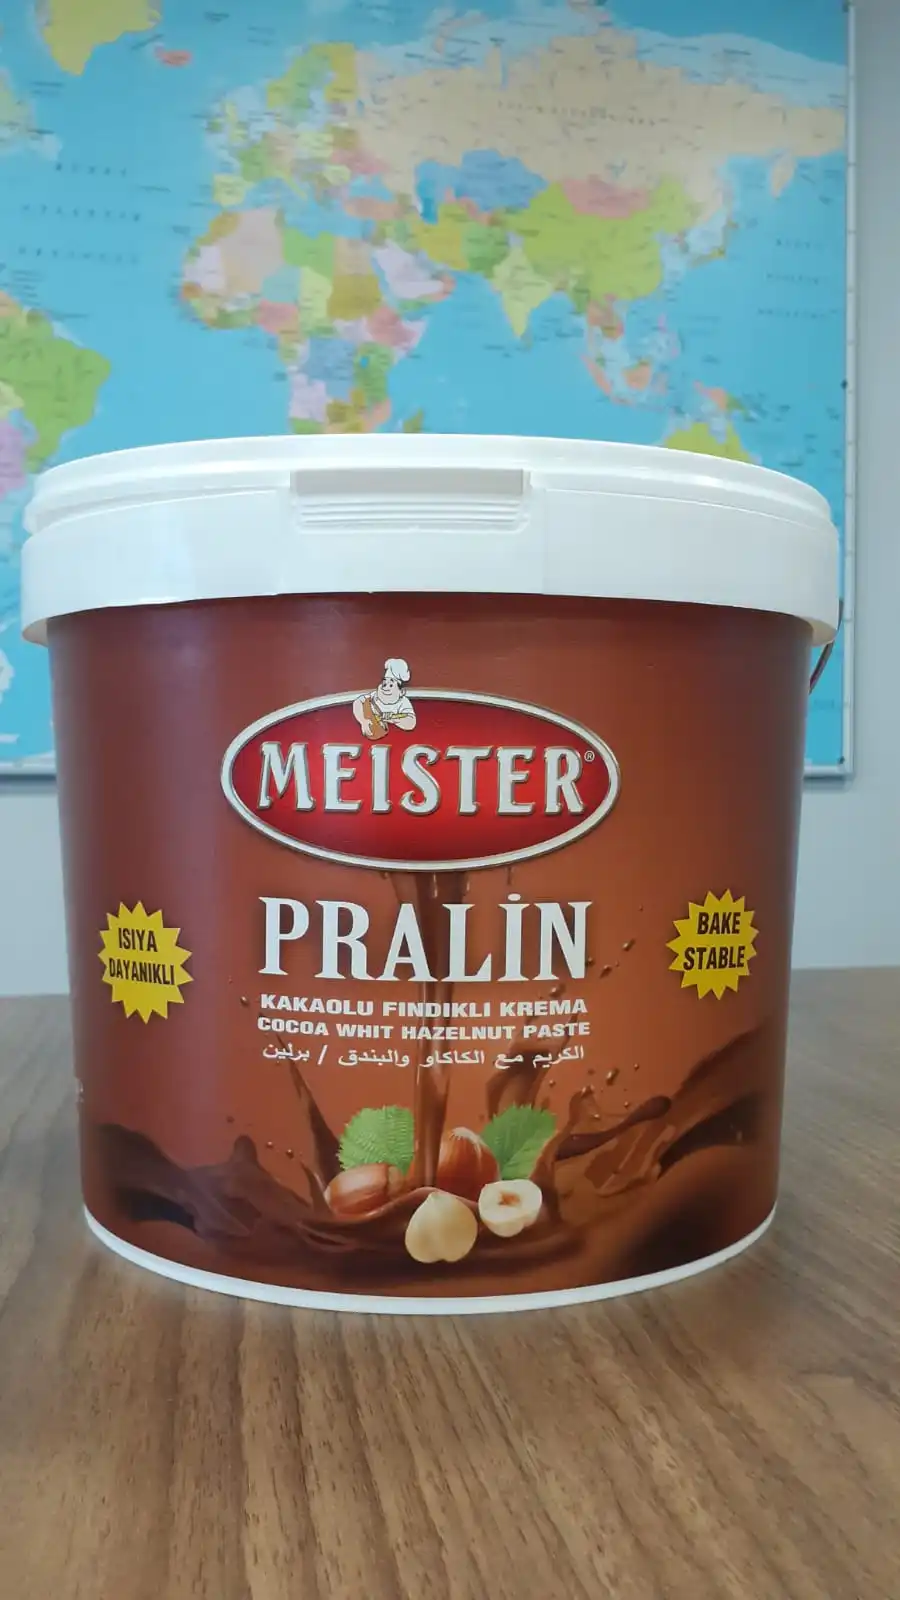 MEISTER®
PRALİN
KAKAOLU FINDIKLI KREMA
COCOA WHIT HAZELNUT PASTE
الكريم مع الكاكاو والبندق / برلين
ISIYA
DAYANIKLI
BAKE
STABLE